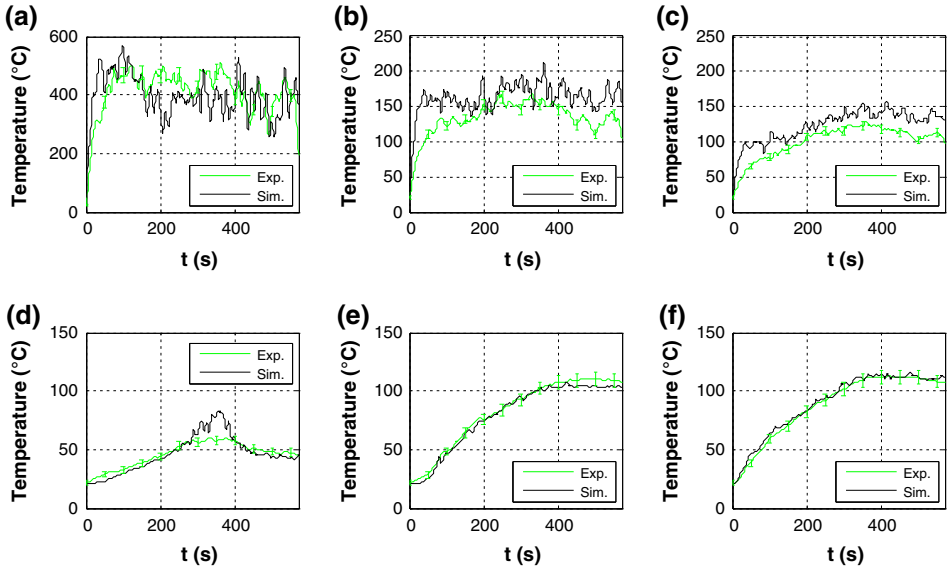 (a)
Temperature (°C)
600
400
200
0
0 200 400
t (s)
Exp.
Sim.
(b)
Temperature (°C)
250
200
150
100
50
0
0 200 400
t (s)
Exp.
Sim.
(c)
Temperature (°C)
250
200
150
100
50
0
0 200 400
t (s)
Exp.
Sim.
(d)
Temperature (°C)
150
100
50
0
0 200 400
t (s)
Exp.
Sim.
(e)
Temperature (°C)
150
100
50
0
0 200 400
t (s)
Exp.
Sim.
(f)
Temperature (°C)
150
100
50
0
0 200 400
t (s)
Exp.
Sim.